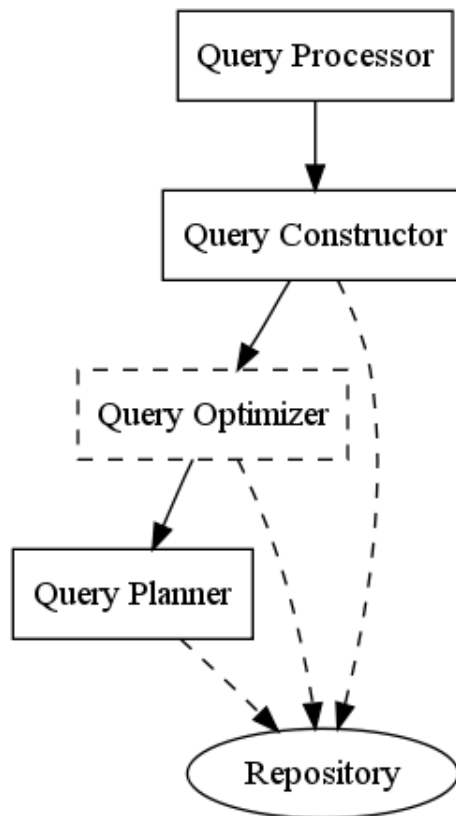 Query Processor
Query Constructor
Query Optimizer
Query Planner
Repository